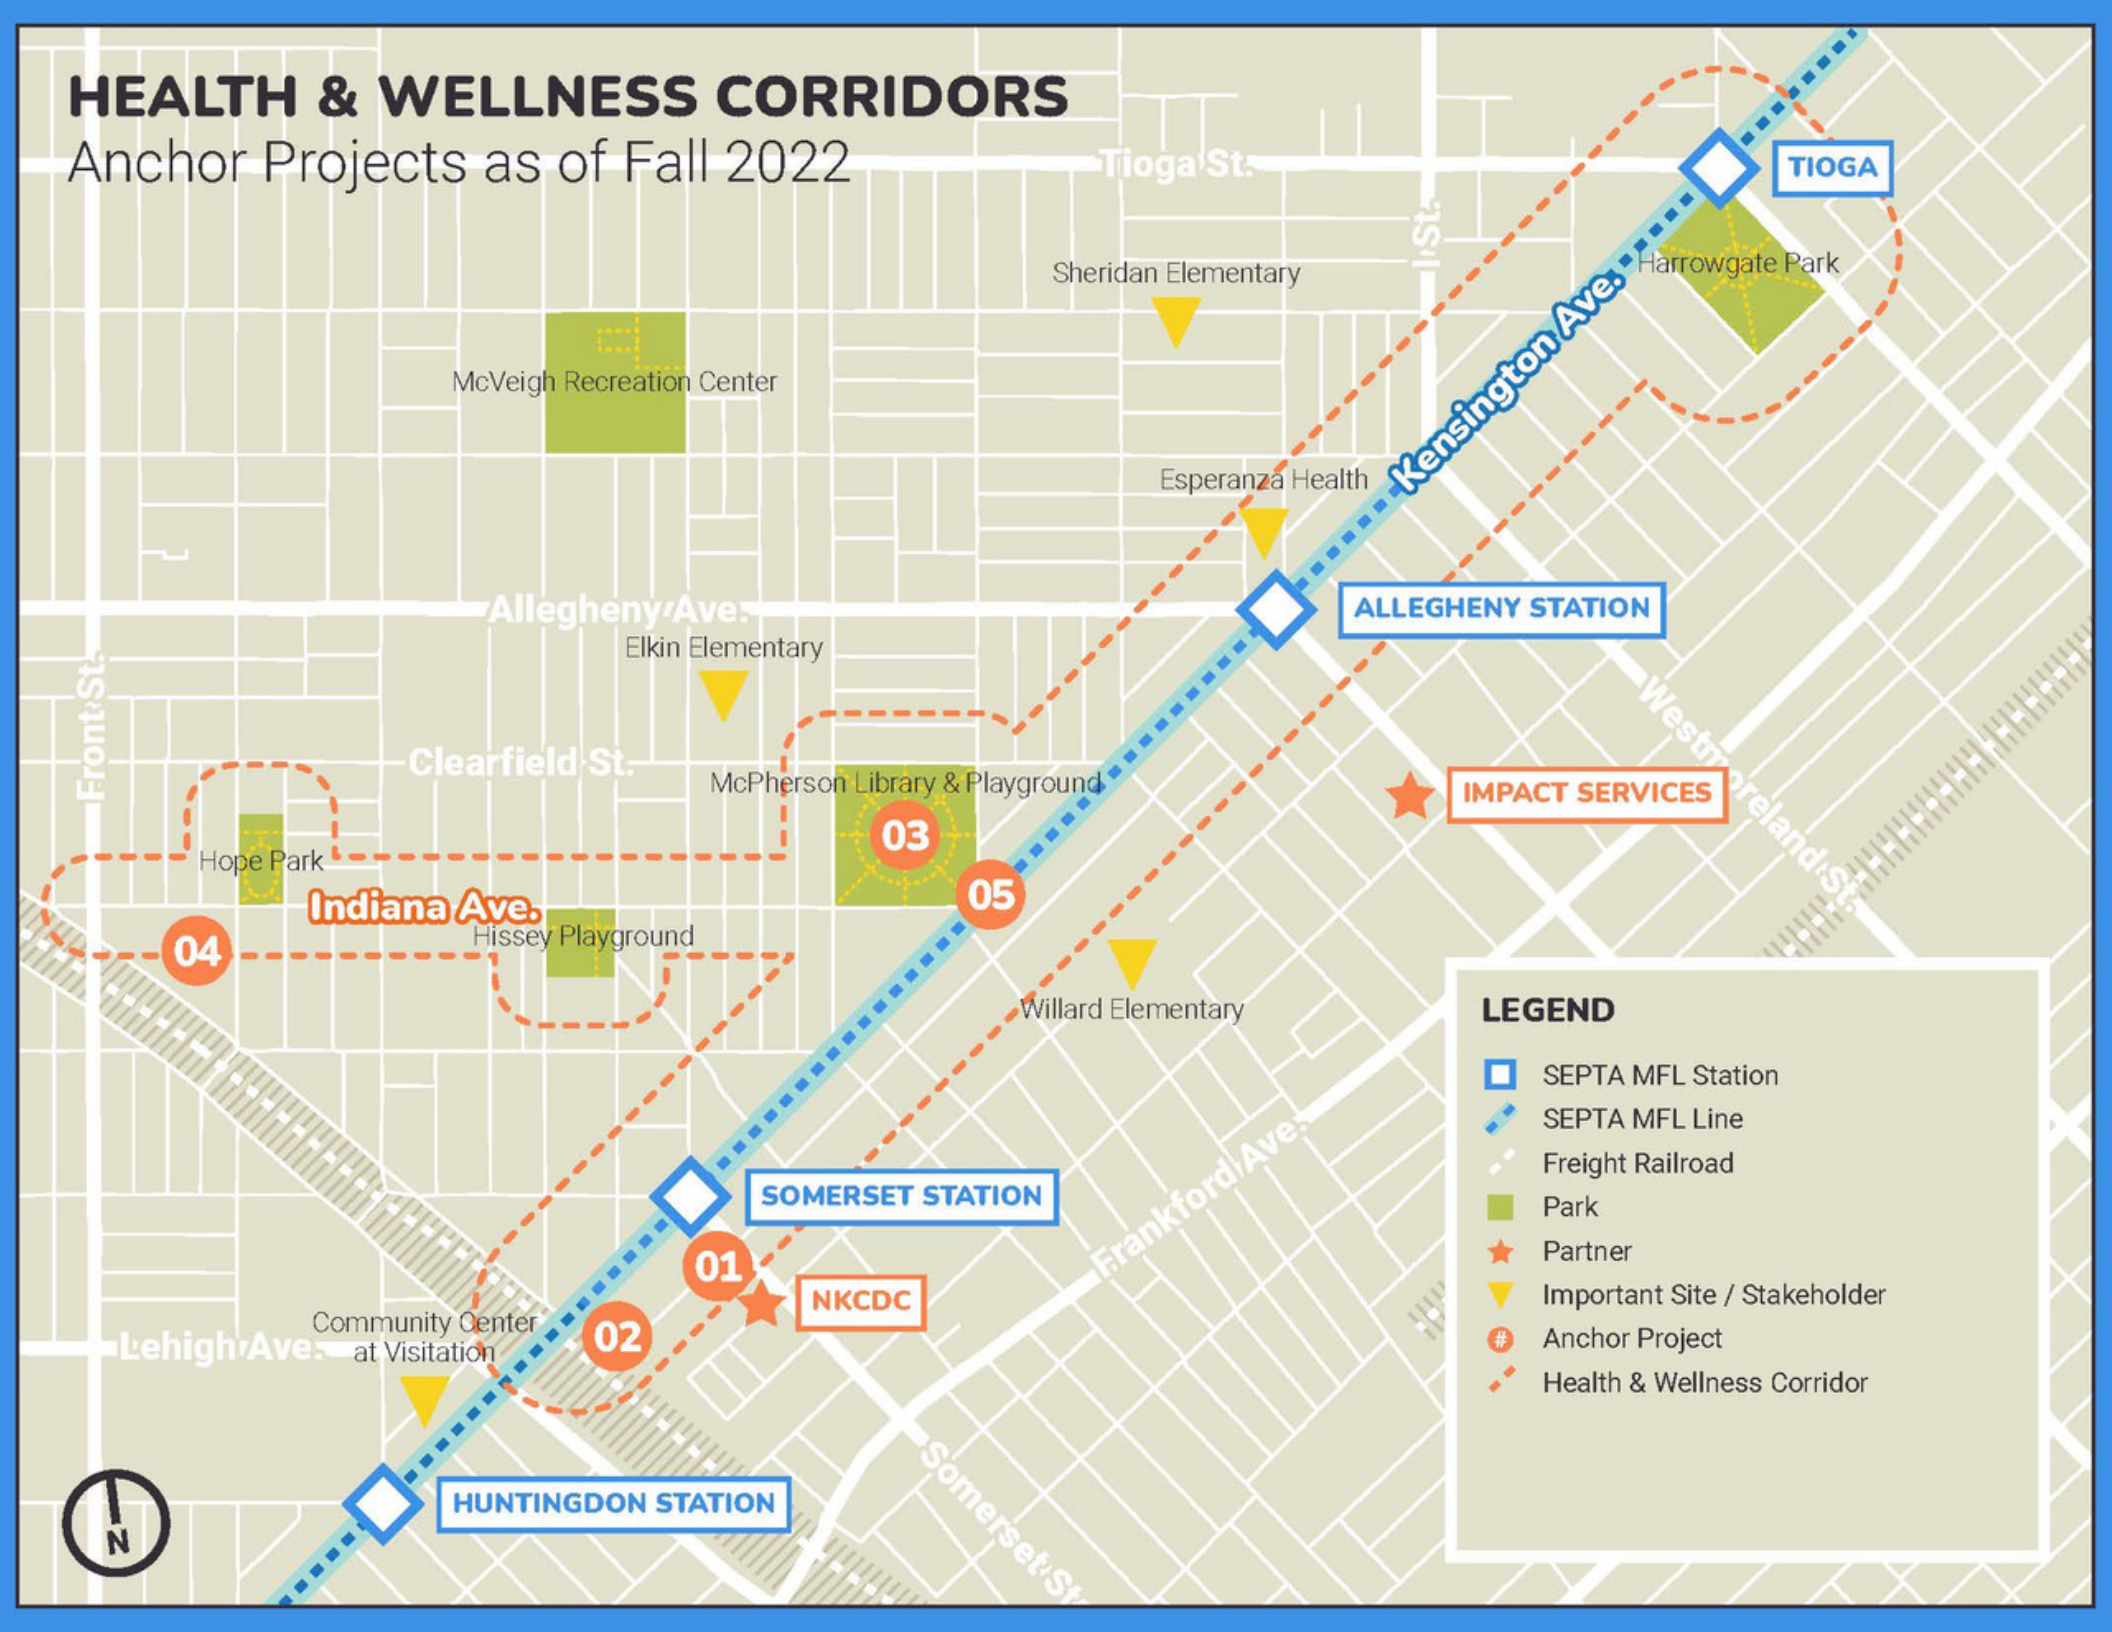 HEALTH & WELLNESS CORRIDORS
Anchor Projects as of Fall 2022
Tioga St.
TIOGA
I St.
Harrowgate Park
Sheridan Elementary
Kensington Ave.
McVeigh Recreation Center
Esperanza Health
Allegheny Ave.
ALLEGHENY STATION
Elkin Elementary
Front St.
Westmoreland St.
Clearfield St.
McPherson Library & Playground
IMPACT SERVICES
03
Hope Park
05
Indiana Ave.
Hissey Playground
04
Willard Elementary
Frankford Ave.
SOMERSET STATION
01
NKCDC
02
Community Center
at Visitation
Lehigh Ave.
Somerset St.
HUNTINGDON STATION
N
LEGEND
SEPTA MFL Station
SEPTA MFL Line
Freight Railroad
Park
Partner
Important Site / Stakeholder
# Anchor Project
Health & Wellness Corridor